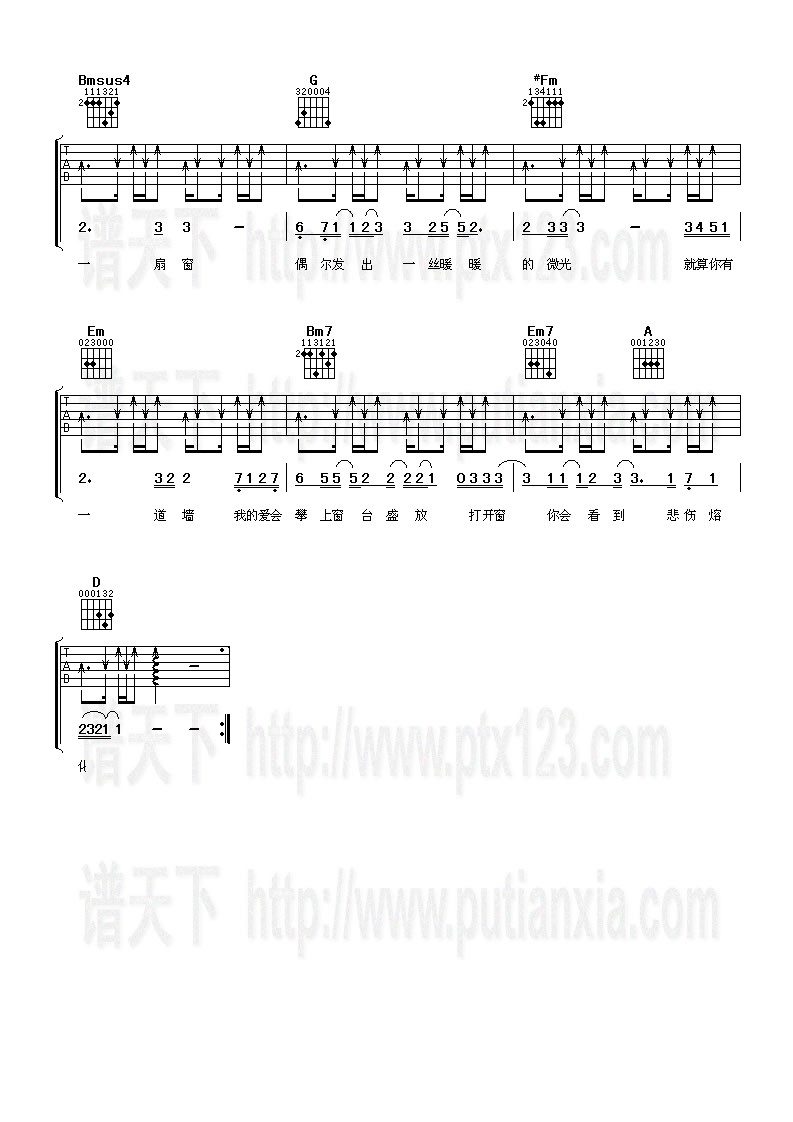 Bmsus4 G #Fm
111321 320004 134111
2 2
T A B
2. 3 3 - | 6 71 123 3 25 52. | 2 33 3 - 3451 |
一 扇 窗 偶 尔发 出 一 丝暖 暖 的 微光 就算你有
谱天下 http://www.ptx123.com
Em Bm7 Em7 A
023000 113121 023040 001230
2
T A B
2. 32 2 7127 | 6 55 52 2 221 0333 | 3 11 12 3 3. 1 7 1 |
一 道 墙 我的爱会 攀 上窗 台 盛 放 打开窗 你会 看 到 悲 伤 熔
谱天下 http://www.putianxia.com
D
000132
T A B
2321 1 - - :||
化
谱天下 http://www.ptx123.com
谱天下 http://www.putianxia.com